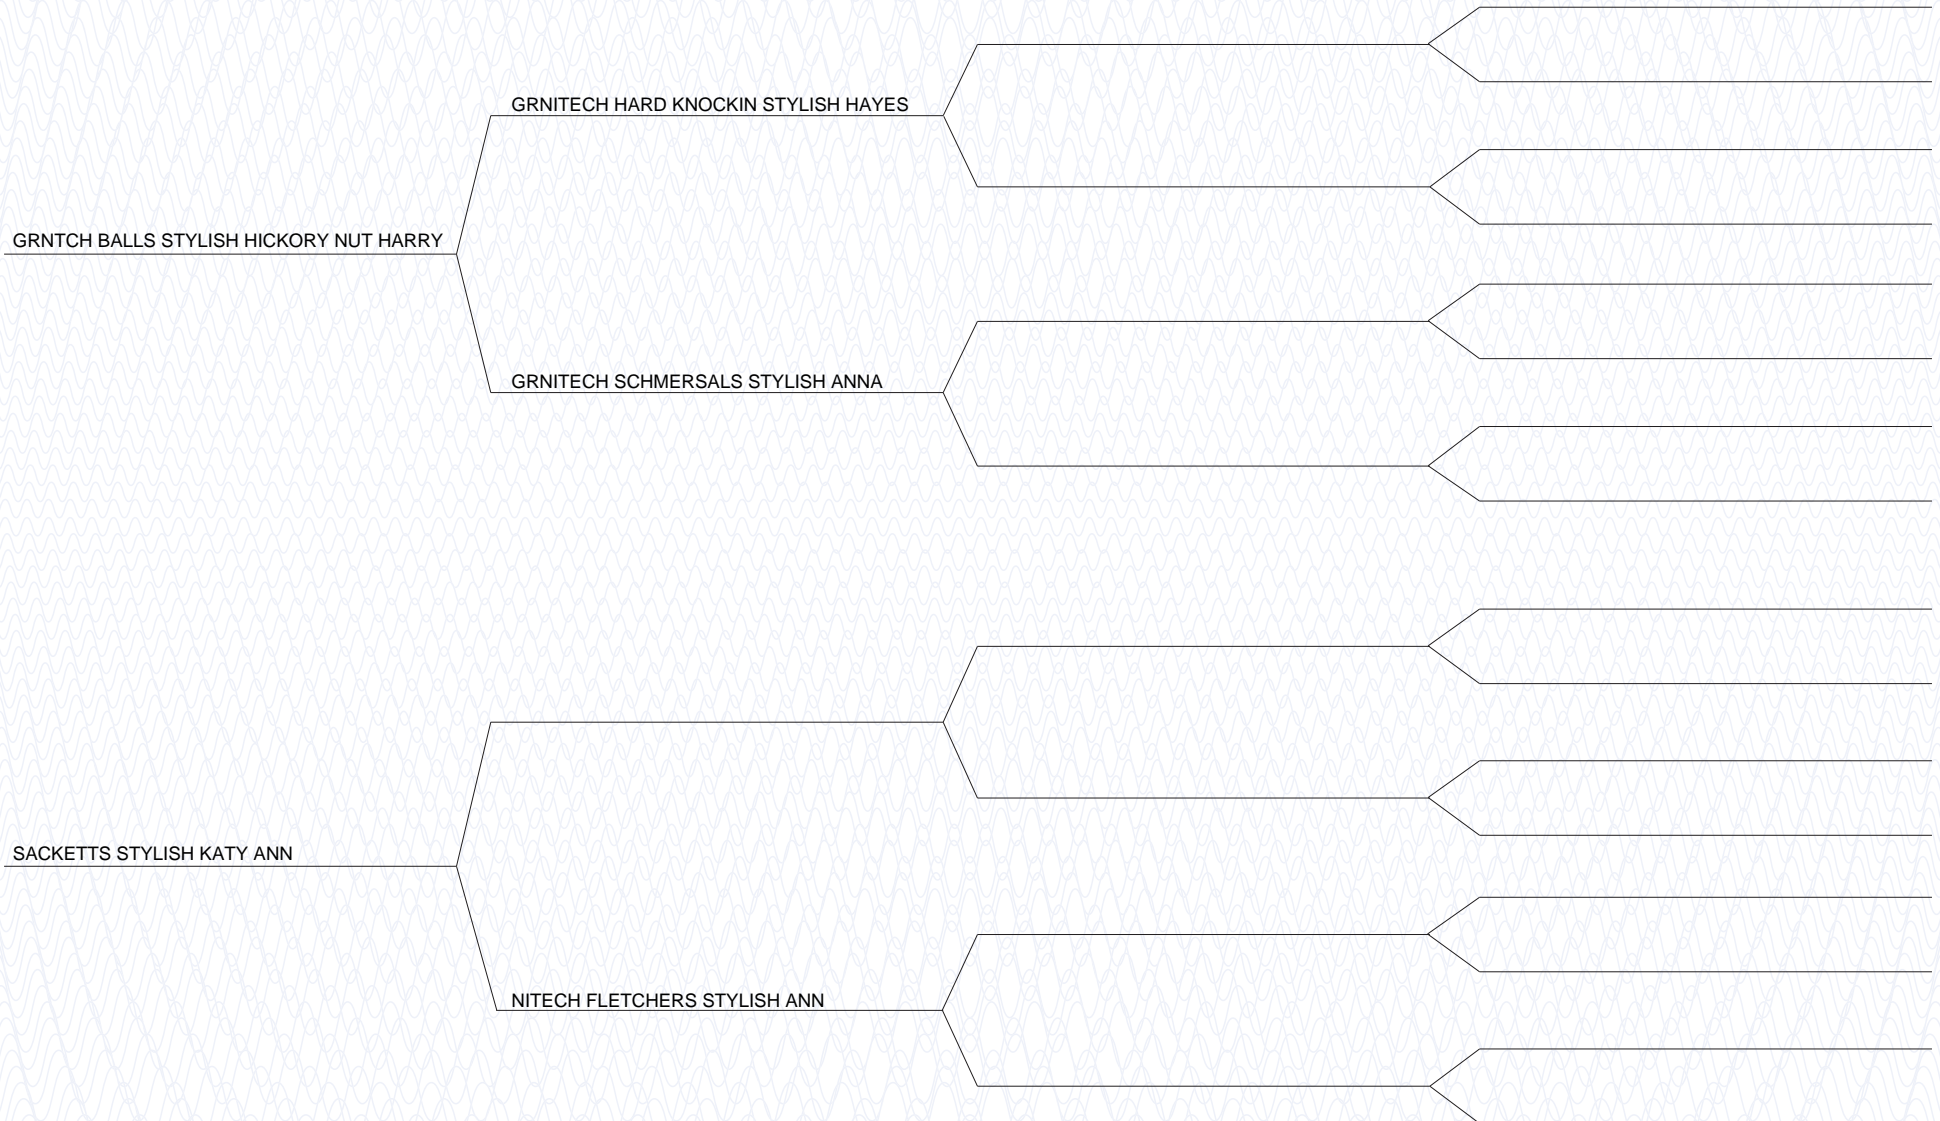 GRNITECH HARD KNOCKIN STYLISH HAYES
GRNTCH BALLS STYLISH HICKORY NUT HARRY
GRNITECH SCHMERSALS STYLISH ANNA
SACKETTS STYLISH KATY ANN
NITECH FLETCHERS STYLISH ANN